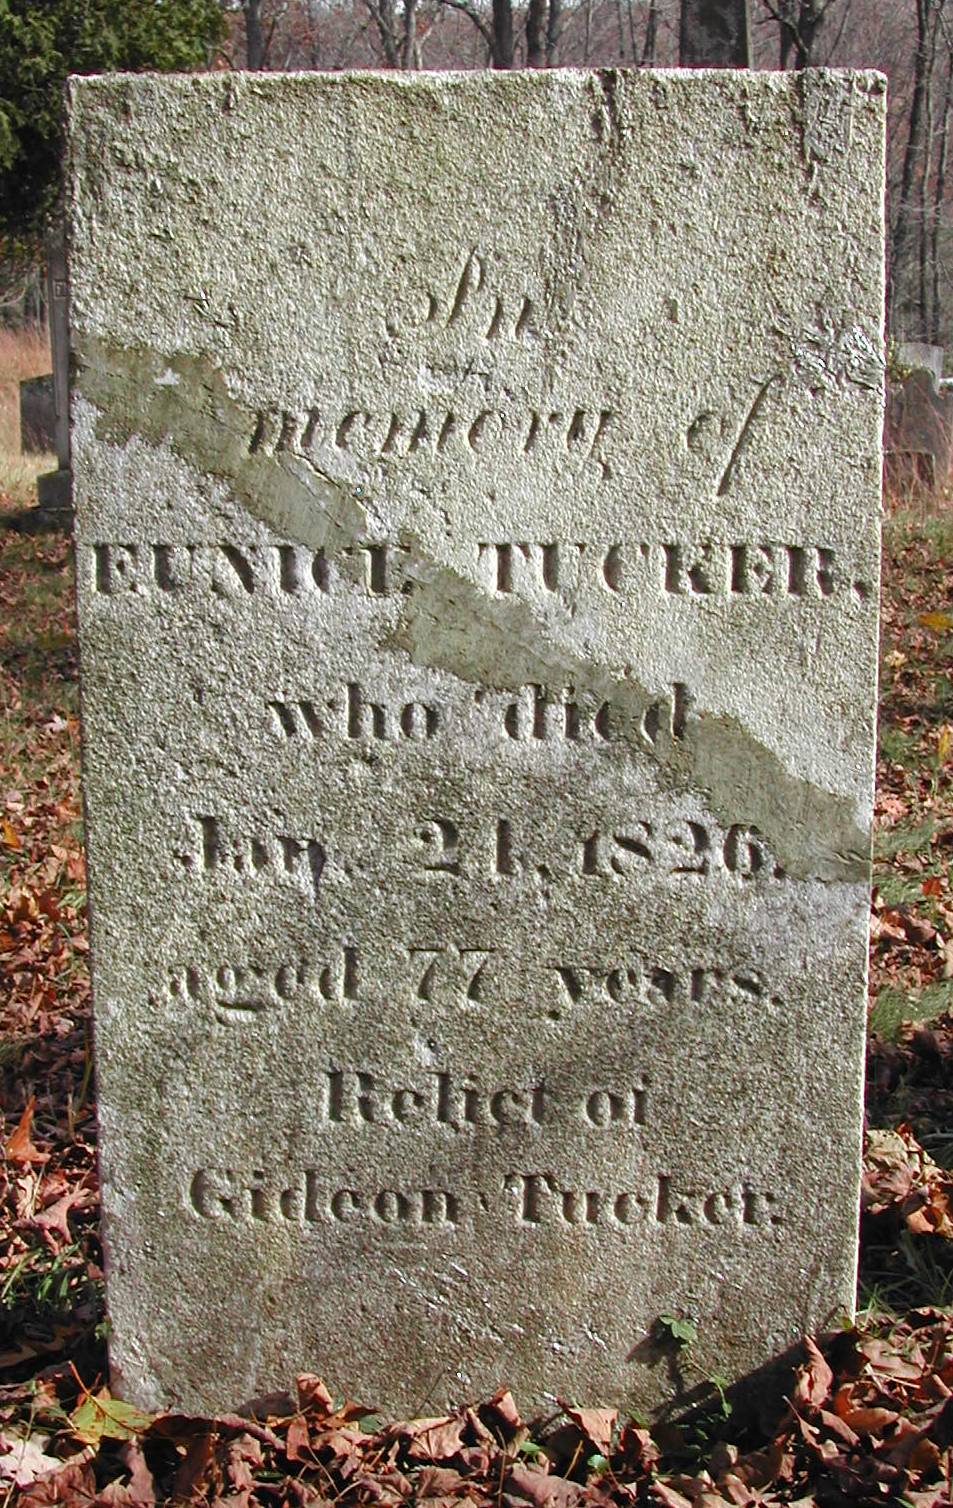 In
memory of
EUNICE TUCKER,
who died
Jan. 24, 1826.
aged 77 years.
Relict of
Gideon Tucker.